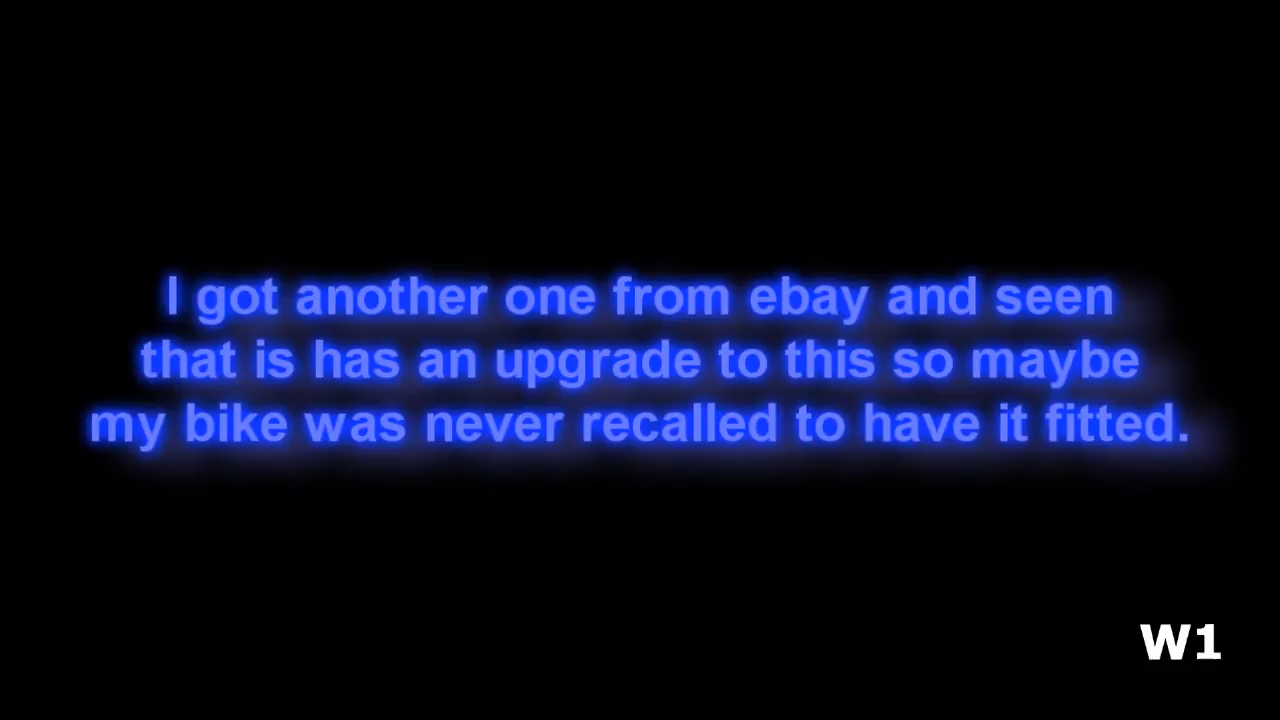 I got another one from ebay and seen
that is has an upgrade to this so maybe
my bike was never recalled to have it fitted.
W1